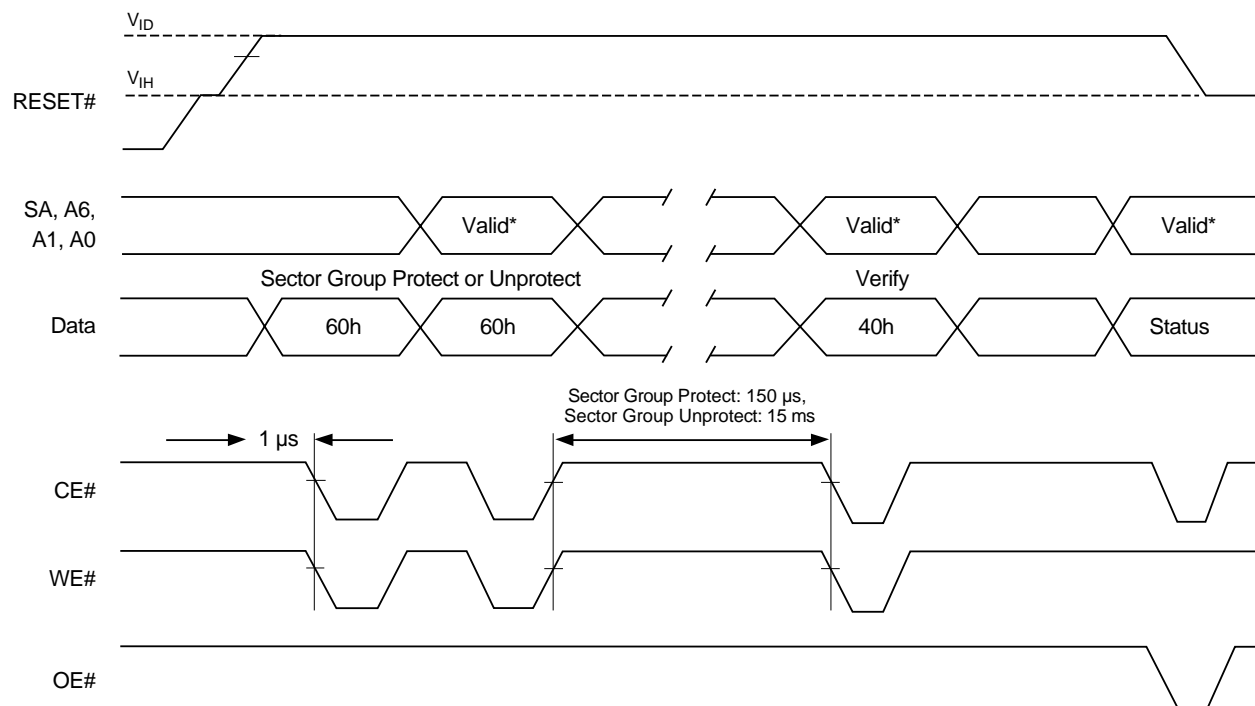 VID
VIH
RESET#
SA, A6,
A1, A0
Valid*
Valid*
Valid*
Sector Group Protect or Unprotect
Verify
Data
60h
60h
40h
Status
Sector Group Protect: 150 µs,
Sector Group Unprotect: 15 ms
1 µs
CE#
WE#
OE#